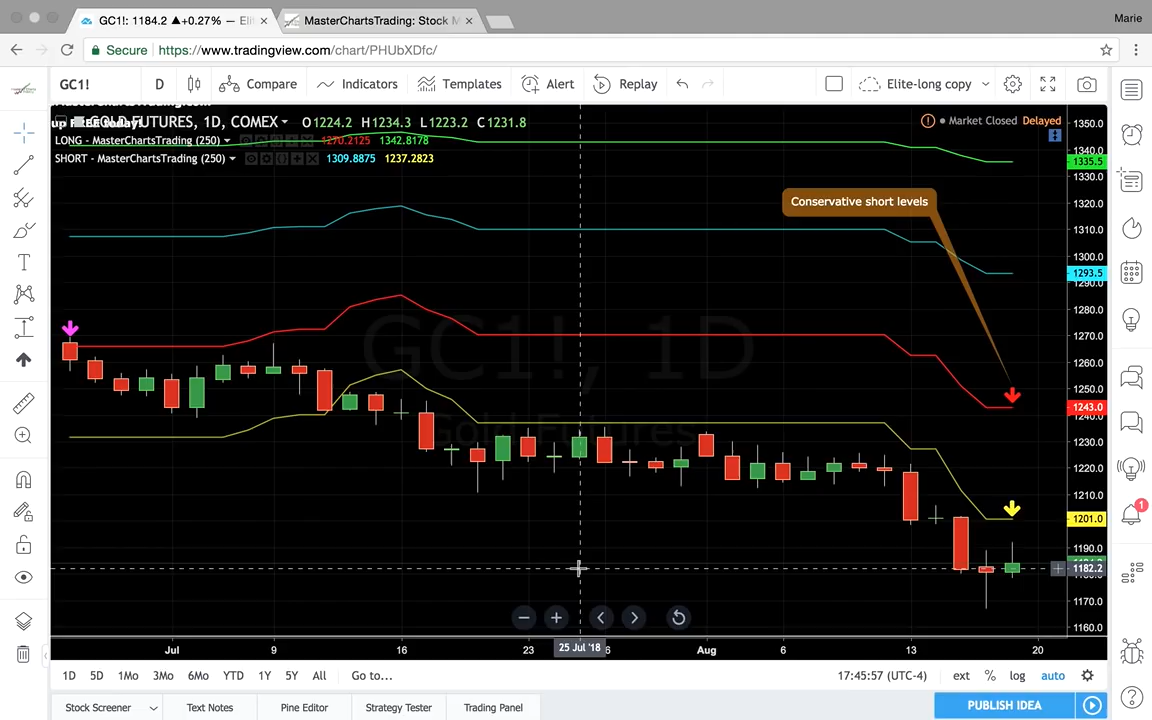 GC1!: 1184.2 ▲+0.27% — Eli
MasterChartsTrading: Stock M
Marie
Secure
https://www.tradingview.com/chart/PHUbXDfc/
GC1!
D
Compare
Indicators
Templates
Alert
Replay
Elite-long copy
GOLD FUTURES, 1D, COMEX
O1224.2 H1234.3 L1223.2 C1231.8
Market Closed Delayed
LONG - MasterChartsTrading (250)
1270.2125 1342.8178
SHORT - MasterChartsTrading (250)
1309.8875 1237.2823
Conservative short levels
GC1!, 1D
Gold Futures
1350.0
1340.0
1335.5
1330.0
1320.0
1310.0
1300.0
1293.5
1290.0
1280.0
1270.0
1260.0
1250.0
1243.0
1240.0
1230.0
1220.0
1210.0
1201.0
1190.0
1182.2
1170.0
1160.0
Jul
9
16
23
25 Jul '18
Aug
6
13
20
1D
5D
1Mo
3Mo
6Mo
YTD
1Y
5Y
All
Go to...
17:45:57 (UTC-4)
ext
%
log
auto
Stock Screener
Text Notes
Pine Editor
Strategy Tester
Trading Panel
PUBLISH IDEA
1